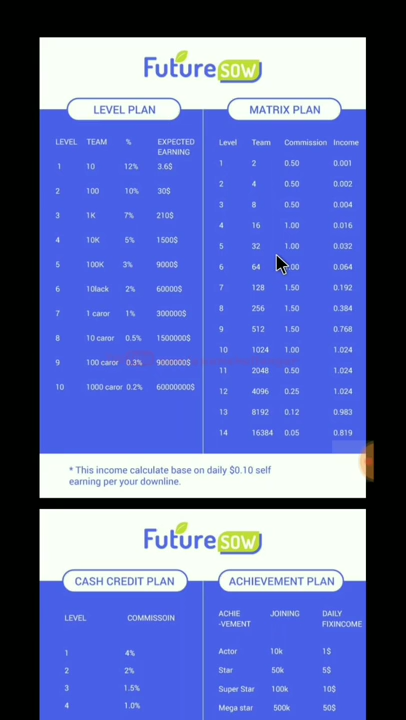 Future sow
LEVEL PLAN
LEVEL TEAM % EXPECTED EARNING
1 10 12% 3.6$
2 100 10% 30$
3 1K 7% 210$
4 10K 5% 1500$
5 100K 3% 9000$
6 10lack 2% 60000$
7 1 caror 1% 300000$
8 10 caror 0.5% 1500000$
9 100 caror 0.3% 9000000$
10 1000 caror 0.2% 60000000$
MATRIX PLAN
Level Team Commission Income
1 2 0.50 0.001
2 4 0.50 0.002
3 8 0.50 0.004
4 16 1.00 0.016
5 32 1.00 0.032
6 64 .00 0.064
7 128 1.50 0.192
8 256 1.50 0.384
9 512 1.50 0.768
10 1024 1.00 1.024
11 2048 0.50 1.024
12 4096 0.25 1.024
13 8192 0.12 0.983
14 16384 0.05 0.819
* This income calculate base on daily $0.10 self
earning per your downline.
Future sow
CASH CREDIT PLAN
LEVEL COMMISSOIN
1 4%
2 2%
3 1.5%
4 1.0%
ACHIEVEMENT PLAN
ACHIE JOINING DAILY
-VEMENT FIXINCOME
Actor 10k 1$
Star 50k 5$
Super Star 100k 10$
Mega star 500k 50$